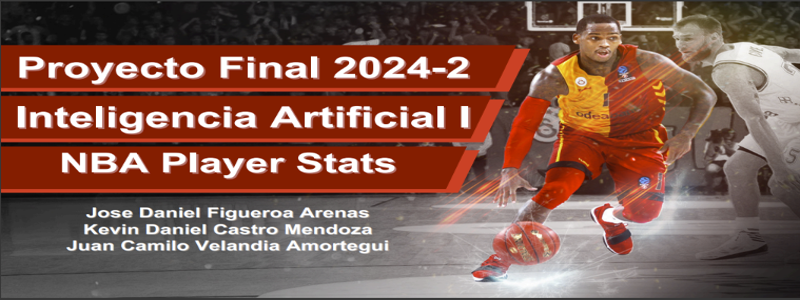 Proyecto Final 2024-2
Inteligencia Artificial I
NBA Player Stats
Jose Daniel Figueroa Arenas
Kevin Daniel Castro Mendoza
Juan Camilo Velandia Amortegui